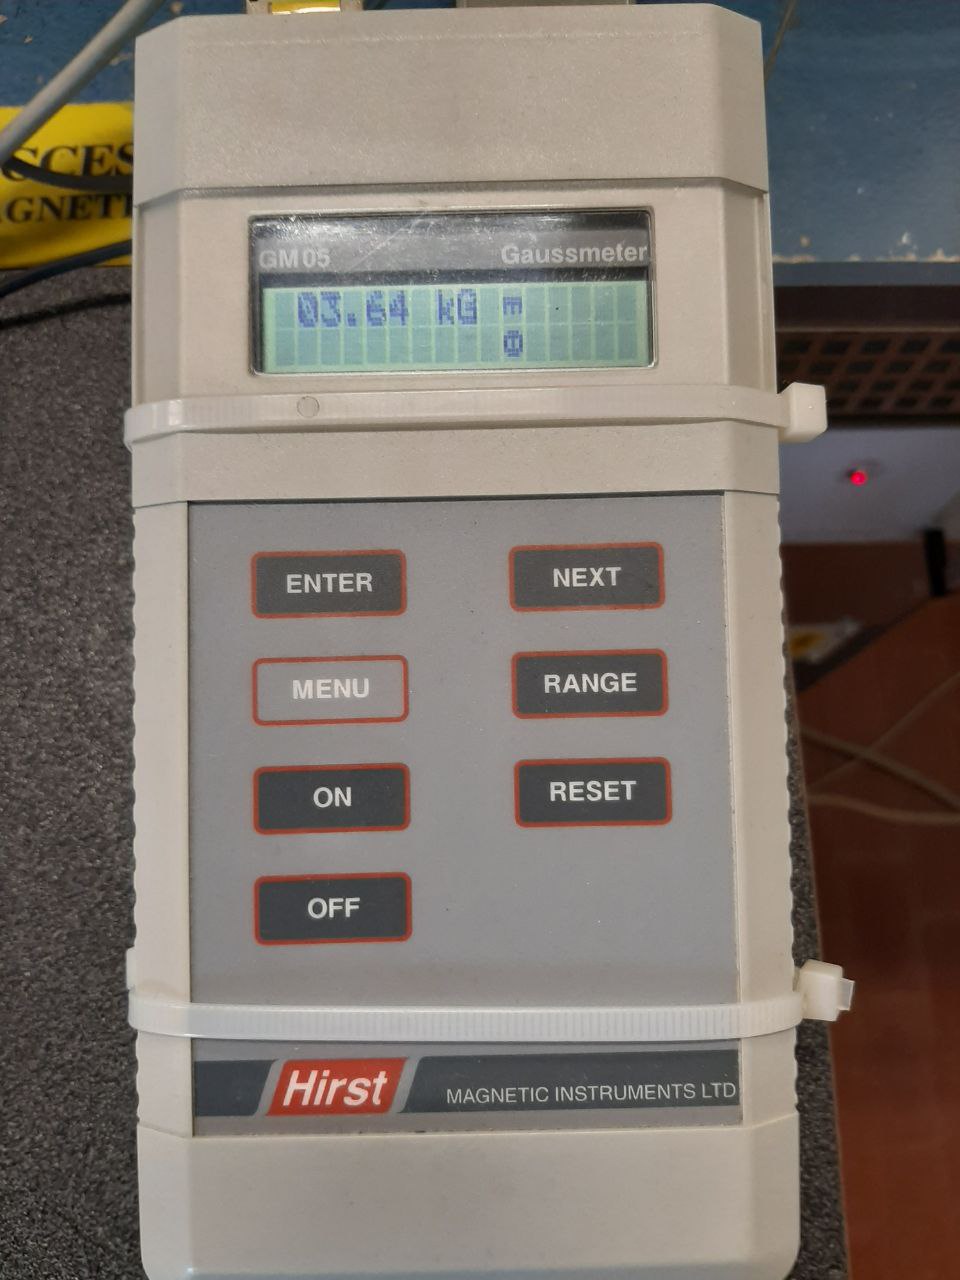 GM05 Gaussmeter
03.64 kG
ENTER NEXT
MENU RANGE
ON RESET
OFF
Hirst MAGNETIC INSTRUMENTS LTD